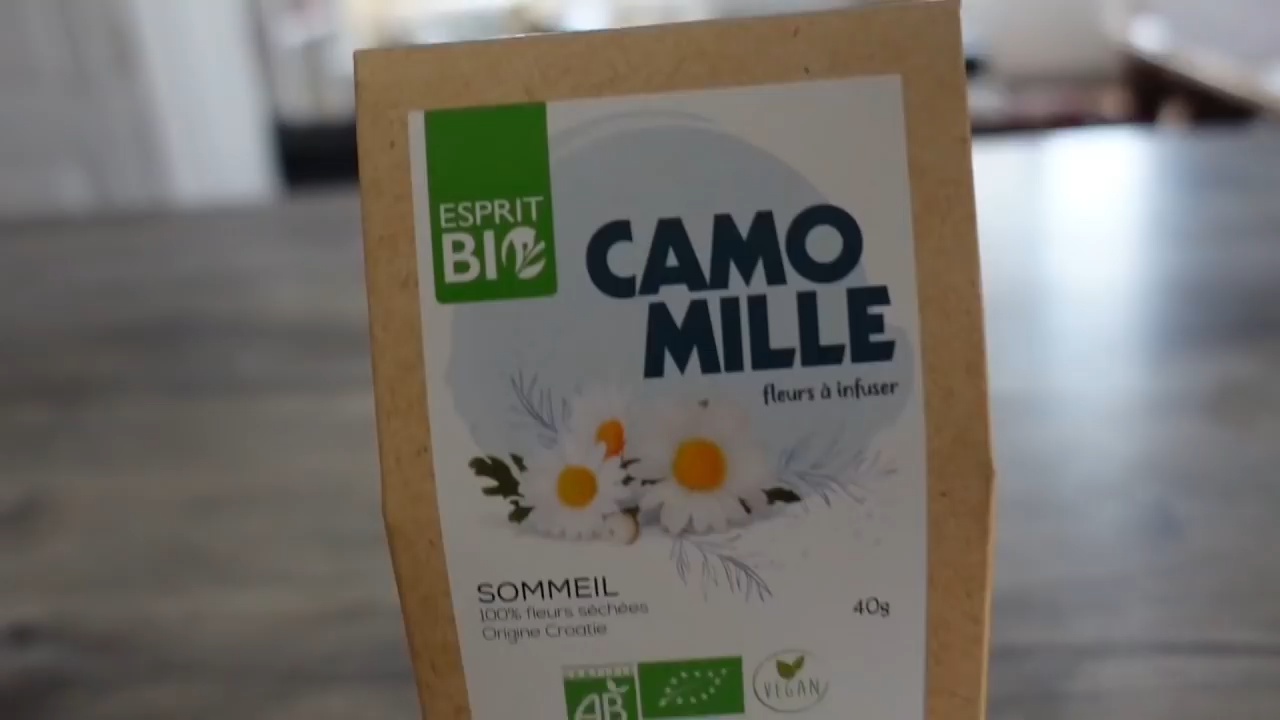 ESPRIT
BIO
CAMO
MILLE
fleurs à infuser
SOMMEIL
100% fleurs séchées
Origine Croatie
40g
AB
VEGAN